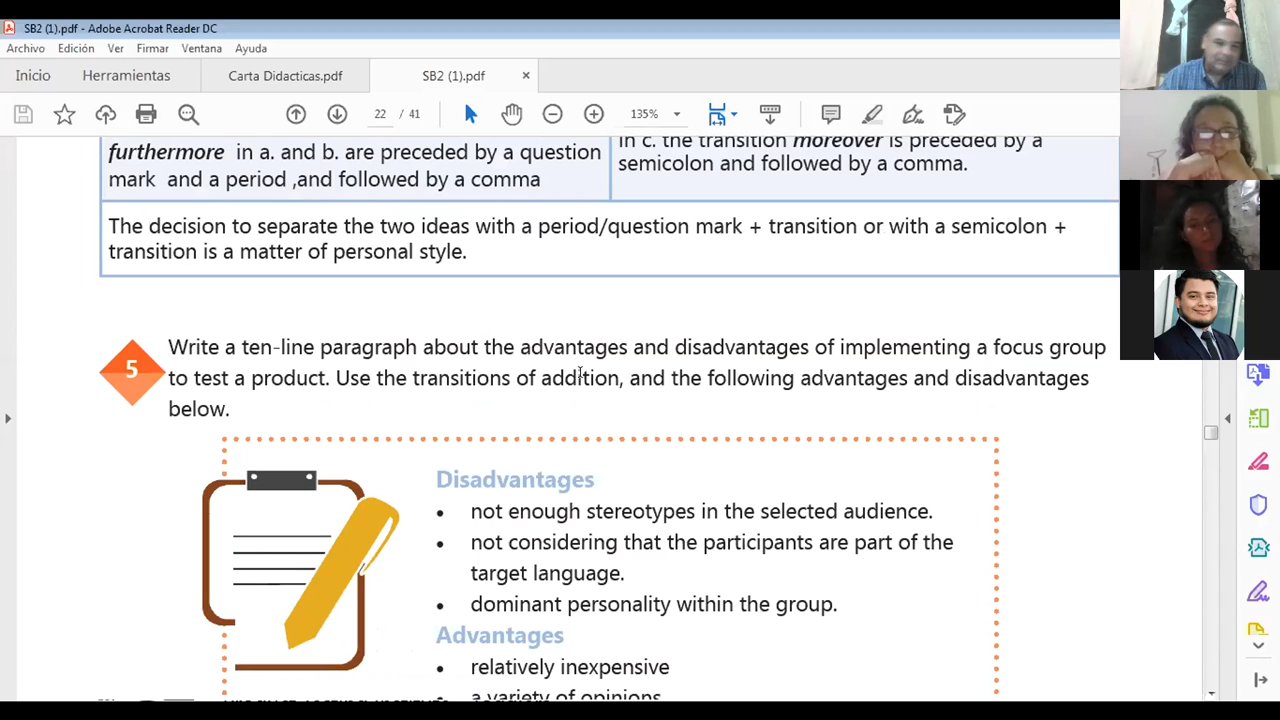 SB2 (1).pdf - Adobe Acrobat Reader DC
Archivo Edición Ver Firmar Ventana Ayuda
Inicio Herramientas Carta Didacticas.pdf SB2 (1).pdf ×
22 / 41 135%
furthermore in a. and b. are preceded by a question
mark and a period ,and followed by a comma
in c. the transition moreover is preceded by a
semicolon and followed by a comma.
The decision to separate the two ideas with a period/question mark + transition or with a semicolon +
transition is a matter of personal style.
5
Write a ten-line paragraph about the advantages and disadvantages of implementing a focus group
to test a product. Use the transitions of addition, and the following advantages and disadvantages
below.
Disadvantages
• not enough stereotypes in the selected audience.
• not considering that the participants are part of the
target language.
• dominant personality within the group.
Advantages
• relatively inexpensive
• a variety of opinions